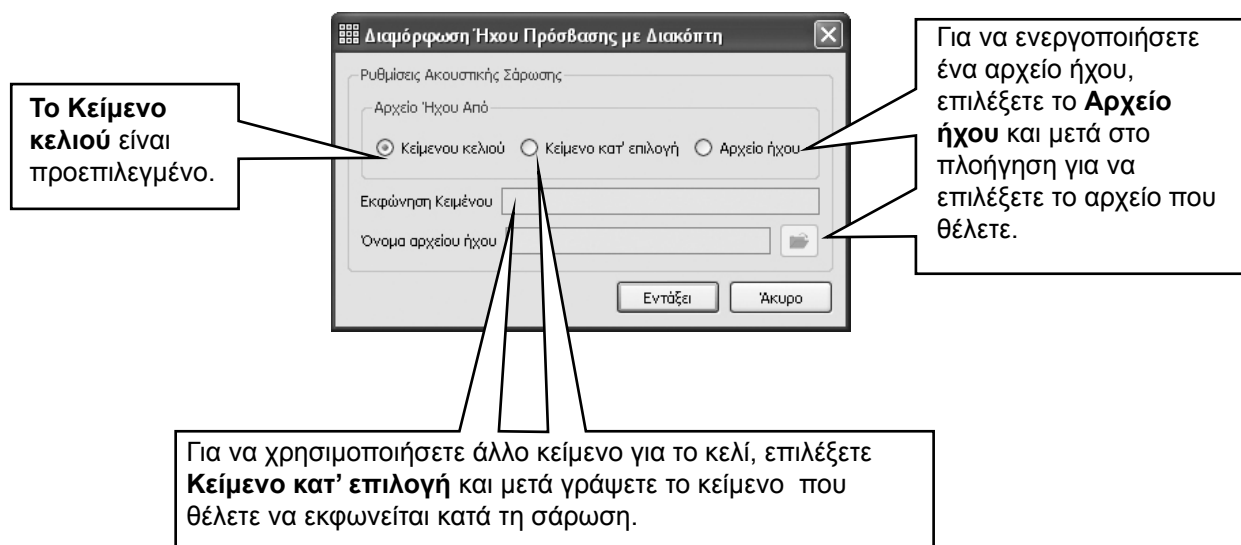 Διαμόρφωση Ήχου Πρόσβασης με Διακόπτη
Ρυθμίσεις Ακουστικής Σάρωσης
Αρχείο Ήχου Από
Κείμενου κελιού
Κείμενο κατ' επιλογή
Αρχείο ήχου
Εκφώνηση Κειμένου
Όνομα αρχείου ήχου
Εντάξει
Άκυρο
Το Κείμενο
κελιού είναι
προεπιλεγμένο.
Για να ενεργοποιήσετε
ένα αρχείο ήχου,
επιλέξετε το Αρχείο
ήχου και μετά στο
πλοήγηση για να
επιλέξετε το αρχείο που
θέλετε.
Για να χρησιμοποιήσετε άλλο κείμενο για το κελί, επιλέξετε
Κείμενο κατ’ επιλογή και μετά γράψετε το κείμενο που
θέλετε να εκφωνείται κατά τη σάρωση.